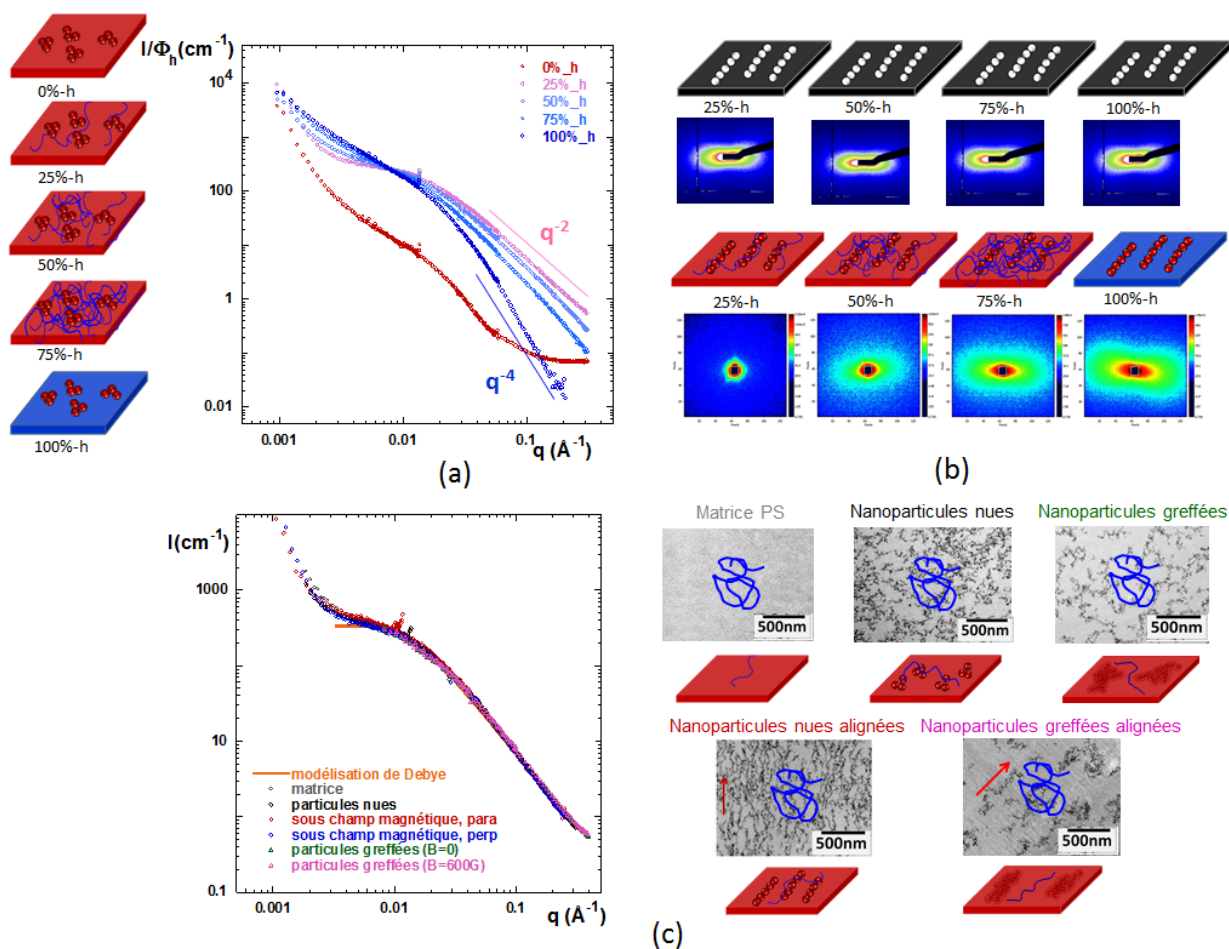 0%-h
25%-h
50%-h
75%-h
100%-h
I/Φh(cm-1)
10^4
100
1
0.01
0%_h
25%_h
50%_h
75%_h
100%_h
q-2
q-4
0.001 0.01 0.1
q (Å-1)
(a)
25%-h 50%-h 75%-h 100%-h
25%-h 50%-h 75%-h 100%-h
(b)
I(cm-1)
1000
10
0.1
modélisation de Debye
matrice
particules nues
sous champ magnétique, para
sous champ magnétique, perp
particules greffées (B=0)
particules greffées (B=600G)
0.001 0.01 0.1
q (Å-1)
Matrice PS
500nm
Nanoparticules nues
500nm
Nanoparticules greffées
500nm
Nanoparticules nues alignées
500nm
Nanoparticules greffées alignées
500nm
(c)